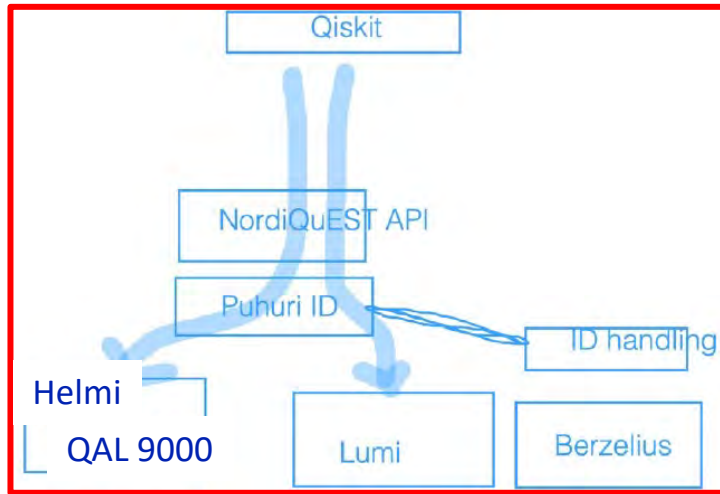 Qiskit
NordiQuEST API
Puhuri ID
ID handling
Helmi
QAL 9000
Lumi
Berzelius